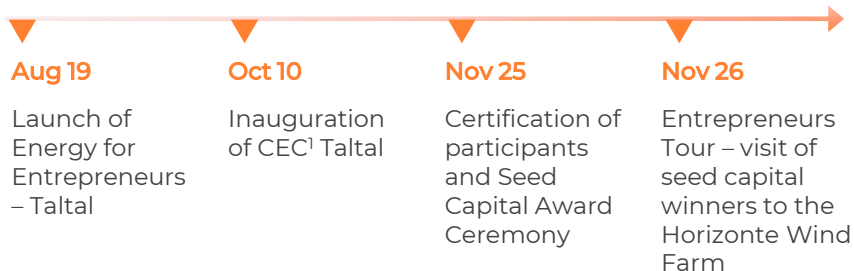 Aug 19
Launch of
Energy for
Entrepreneurs
– Taltal
Oct 10
Inauguration
of CEC¹ Taltal
Nov 25
Certification of
participants
and Seed
Capital Award
Ceremony
Nov 26
Entrepreneurs
Tour – visit of
seed capital
winners to the
Horizonte Wind
Farm